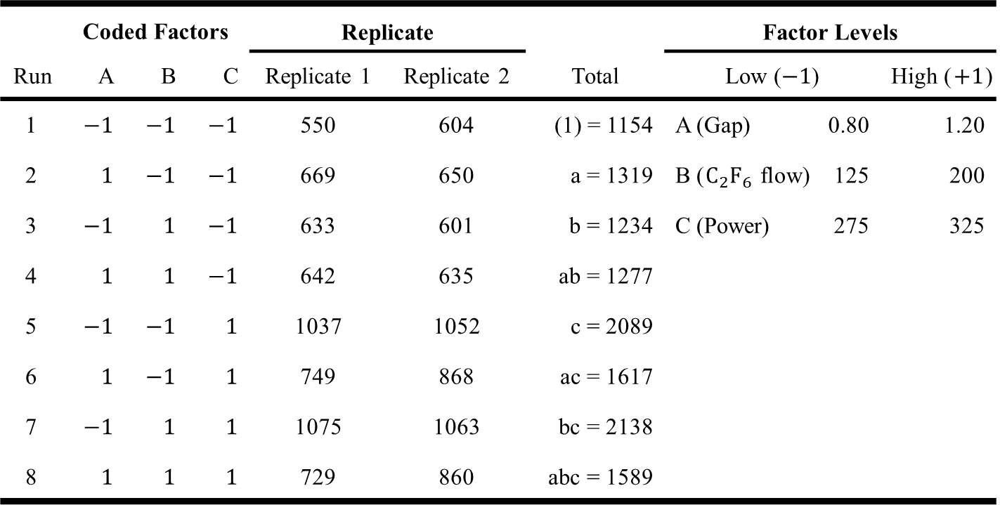 Coded Factors Replicate Factor Levels
Run A B C Replicate 1 Replicate 2 Total Low (−1) High (+1)
1 −1 −1 −1 550 604 (1) = 1154 A (Gap) 0.80 1.20
2 1 −1 −1 669 650 a = 1319 B (C₂F₆ flow) 125 200
3 −1 1 −1 633 601 b = 1234 C (Power) 275 325
4 1 1 −1 642 635 ab = 1277
5 −1 −1 1 1037 1052 c = 2089
6 1 −1 1 749 868 ac = 1617
7 −1 1 1 1075 1063 bc = 2138
8 1 1 1 729 860 abc = 1589